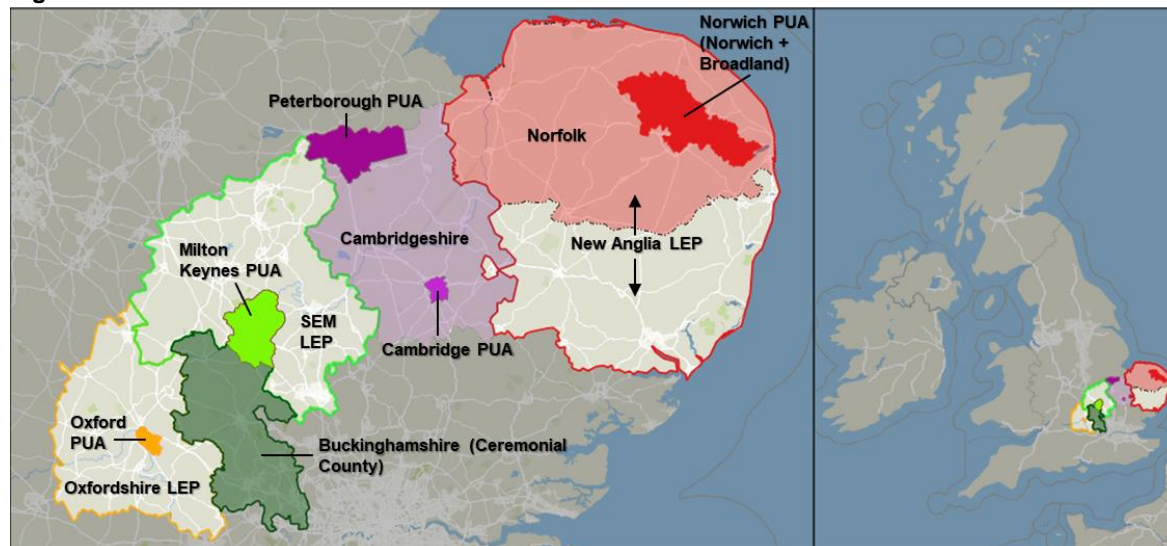 Norwich PUA
(Norwich +
Broadland)
Peterborough PUA
Norfolk
Cambridgeshire
New Anglia LEP
Milton
Keynes PUA
SEM
LEP
Cambridge PUA
Oxford
PUA
Buckinghamshire (Ceremonial
County)
Oxfordshire LEP